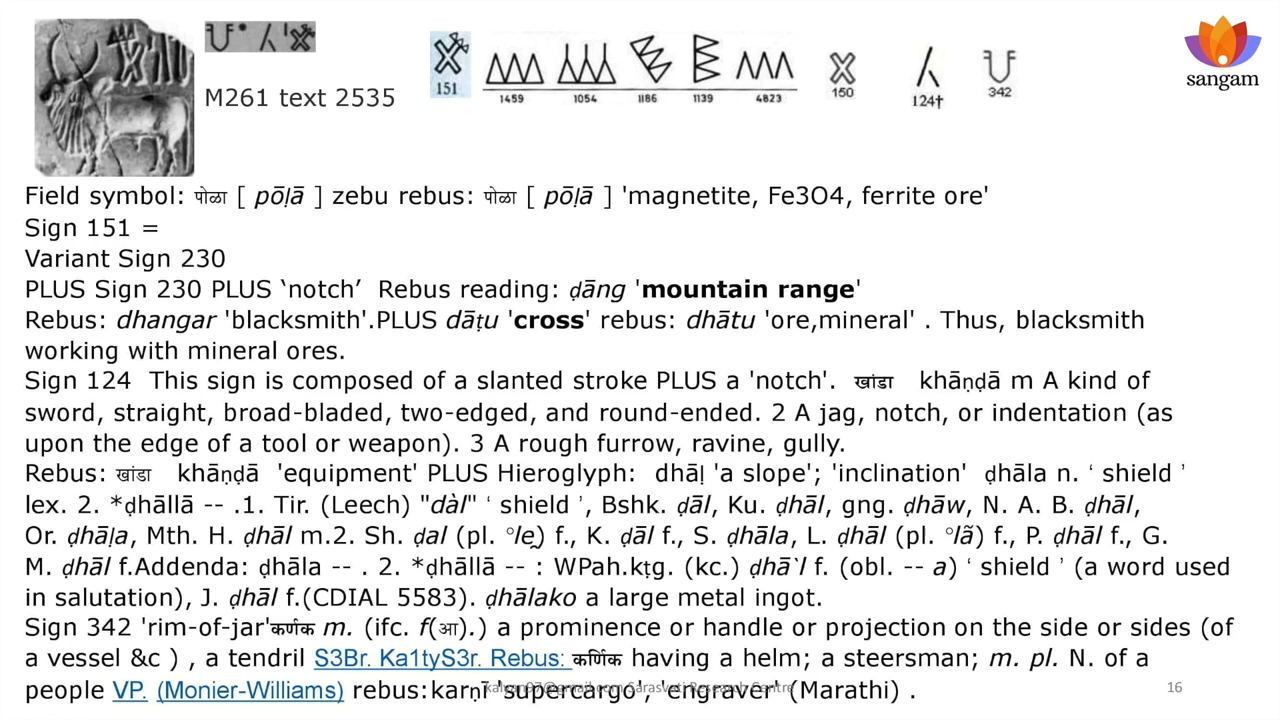 sangam
M261 text 2535
151
1459 1054 1186 1139 4823
150
124†
342
Field symbol: पोळा [ pōḷā ] zebu rebus: पोळा [ pōḷā ] 'magnetite, Fe3O4, ferrite ore'
Sign 151 =
Variant Sign 230
PLUS Sign 230 PLUS ‘notch’ Rebus reading: ḍāng 'mountain range'
Rebus: dhangar 'blacksmith'.PLUS dāṭu 'cross' rebus: dhātu 'ore,mineral' . Thus, blacksmith
working with mineral ores.
Sign 124 This sign is composed of a slanted stroke PLUS a 'notch'. खांडा khāṇḍā m A kind of
sword, straight, broad-bladed, two-edged, and round-ended. 2 A jag, notch, or indentation (as
upon the edge of a tool or weapon). 3 A rough furrow, ravine, gully.
Rebus: खांडा khāṇḍā 'equipment' PLUS Hieroglyph: dhāḷ 'a slope'; 'inclination' ḍhāla n. ‘ shield ’
lex. 2. *ḍhāllā -- .1. Tir. (Leech) "dàl" ‘ shield ’, Bshk. ḍāl, Ku. ḍhāl, gng. ḍhāw, N. A. B. ḍhāl,
Or. ḍhāḷa, Mth. H. ḍhāl m.2. Sh. ḍal (pl. °le̯) f., K. ḍāl f., S. ḍhāla, L. ḍhāl (pl. °lã) f., P. ḍhāl f., G.
M. ḍhāl f.Addenda: ḍhāla -- . 2. *ḍhāllā -- : WPah.kṭg. (kc.) ḍhā`l f. (obl. -- a) ‘ shield ’ (a word used
in salutation), J. ḍhāl f.(CDIAL 5583). ḍhālako a large metal ingot.
Sign 342 'rim-of-jar'कर्णक m. (ifc. f(आ).) a prominence or handle or projection on the side or sides (of
a vessel &c ) , a tendril S3Br. Ka1tyS3r. Rebus: कर्णिक having a helm; a steersman; m. pl. N. of a
people VP. (Monier-Williams) rebus:karṇī 'supercargo', 'engraver' (Marathi) .
kalyan97@gmail.com Sarasvati Research Centre
16